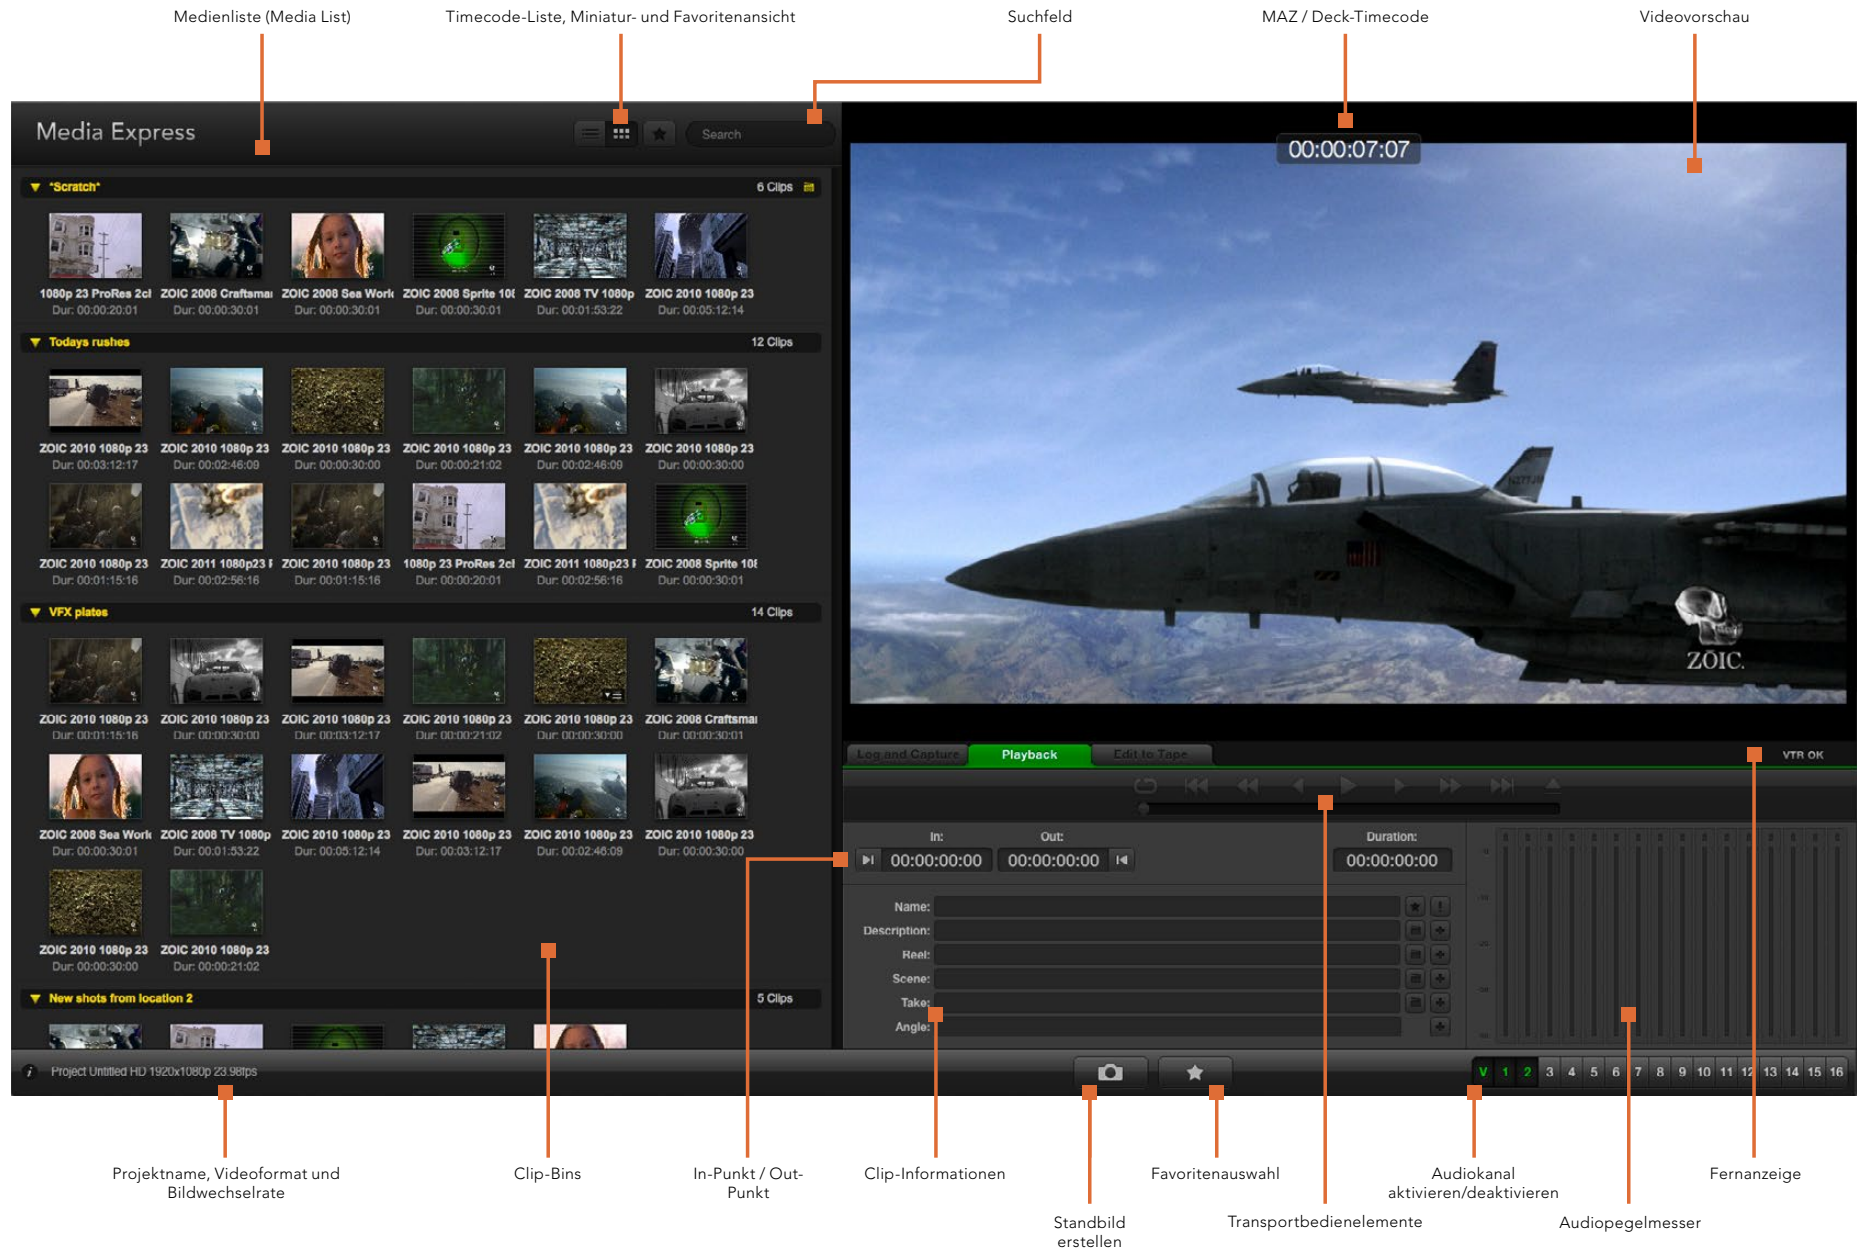 Medienliste (Media List)
Timecode-Liste, Miniatur- und Favoritenansicht
Suchfeld
MAZ / Deck-Timecode
Videovorschau
Media Express
Search
00:00:07:07
*Scratch*
6 Clips
1080p 23 ProRes 2cl
ZOIC 2008 Craftsma
ZOIC 2008 Sea Work
ZOIC 2008 Sprite 108
ZOIC 2008 TV 1080p
ZOIC 2010 1080p 23
Dur: 00:00:20:01
Dur: 00:00:30:01
Dur: 00:00:30:01
Dur: 00:00:30:01
Dur: 00:01:53:22
Dur: 00:05:12:14
Todays rushes
12 Clips
ZOIC 2010 1080p 23
ZOIC 2010 1080p 23
ZOIC 2010 1080p 23
ZOIC 2010 1080p 23
ZOIC 2010 1080p 23
ZOIC 2010 1080p 23
Dur: 00:03:12:17
Dur: 00:02:46:09
Dur: 00:00:30:00
Dur: 00:00:21:02
Dur: 00:02:46:09
Dur: 00:00:30:00
ZOIC 2010 1080p 23
ZOIC 2011 1080p23
ZOIC 2010 1080p 23
1080p 23 ProRes 2cl
ZOIC 2011 1080p23
ZOIC 2008 Sprite 108
Dur: 00:01:15:16
Dur: 00:02:56:16
Dur: 00:01:15:16
Dur: 00:00:20:01
Dur: 00:02:56:16
Dur: 00:00:30:01
VFX plates
14 Clips
ZOIC 2010 1080p 23
ZOIC 2010 1080p 23
ZOIC 2010 1080p 23
ZOIC 2010 1080p 23
ZOIC 2010 1080p 23
ZOIC 2008 Craftsma
Dur: 00:01:15:16
Dur: 00:00:30:00
Dur: 00:03:12:17
Dur: 00:00:21:02
Dur: 00:00:30:00
Dur: 00:00:30:01
ZOIC 2008 Sea Work
ZOIC 2008 TV 1080p
ZOIC 2010 1080p 23
ZOIC 2010 1080p 23
ZOIC 2010 1080p 23
ZOIC 2010 1080p 23
Dur: 00:00:30:01
Dur: 00:01:53:22
Dur: 00:05:12:14
Dur: 00:03:12:17
Dur: 00:02:46:09
Dur: 00:00:30:00
ZOIC 2010 1080p 23
ZOIC 2010 1080p 23
Dur: 00:00:30:00
Dur: 00:00:21:02
New shots from location 2
5 Clips
ZOIC.
Log and Capture
Playback
Edit to Tape
VTR OK
In:
Out:
Duration:
00:00:00:00
00:00:00:00
00:00:00:00
Name:
Description:
Reel:
Scene:
Take:
Angle:
Project Untitled HD 1920x1080p 23.98fps
V 1 2 3 4 5 6 7 8 9 10 11 12 13 14 15 16
Projektname, Videoformat und
Bildwechselrate
Clip-Bins
In-Punkt / Out-
Punkt
Clip-Informationen
Favoritenauswahl
Audiokanal
aktivieren/deaktivieren
Fernanzeige
Standbild
erstellen
Transportbedienelemente
Audiopegelmesser